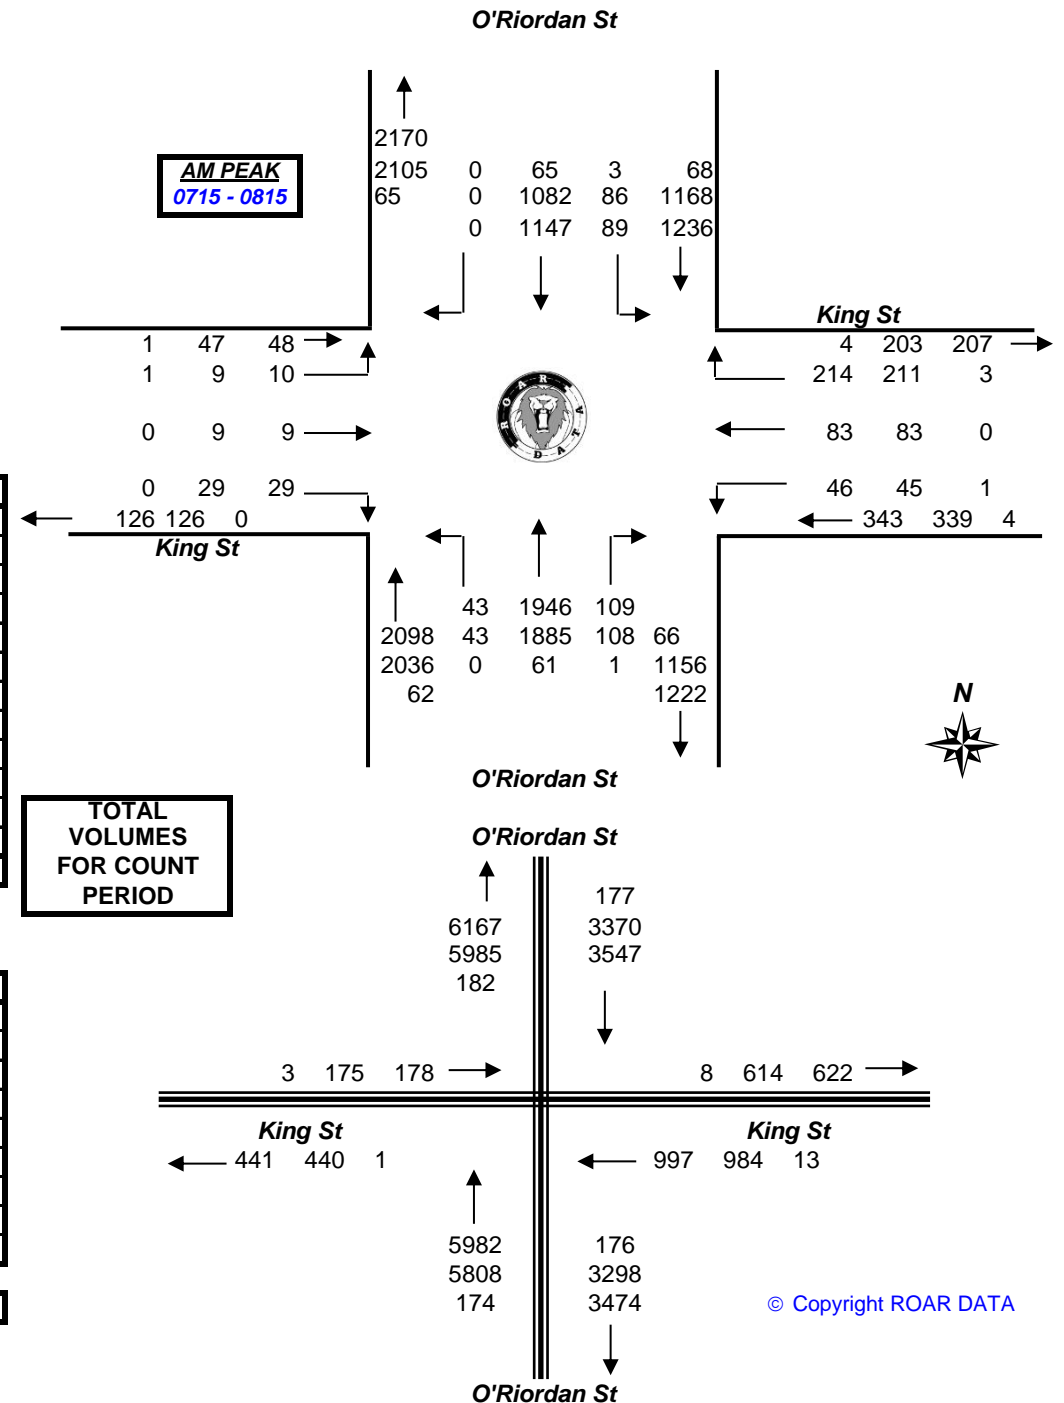 O'Riordan St
2170
AM PEAK
2105 0 65 3 68
0715 - 0815
65 0 1082 86 1168
0 1147 89 1236
King St
1 47 48
4 203 207
1 9 10
214 211 3
ROAR DATA
0 9 9
83 83 0
0 29 29
46 45 1
126 126 0
343 339 4
King St
43 1946 109
2098 43 1885 108 66
2036 0 61 1 1156
62 1222
N
O'Riordan St
TOTAL
VOLUMES
FOR COUNT
PERIOD
O'Riordan St
177
6167 3370
5985 3547
182
3 175 178
8 614 622
King St
King St
441 440 1
997 984 13
5982 176
5808 3298
174 3474
© Copyright ROAR DATA
O'Riordan St